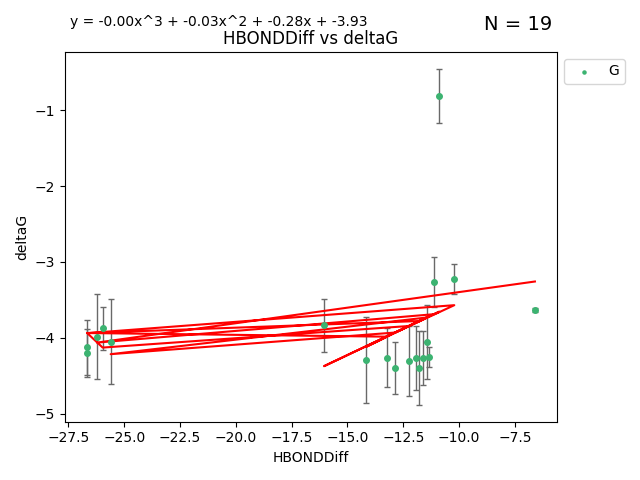 y = -0.00x^3 + -0.03x^2 + -0.28x + -3.93
N = 19
HBONDDiff vs deltaG
G
deltaG
−1
−2
−3
−4
−5
−27.5 −25.0 −22.5 −20.0 −17.5 −15.0 −12.5 −10.0 −7.5
HBONDDiff